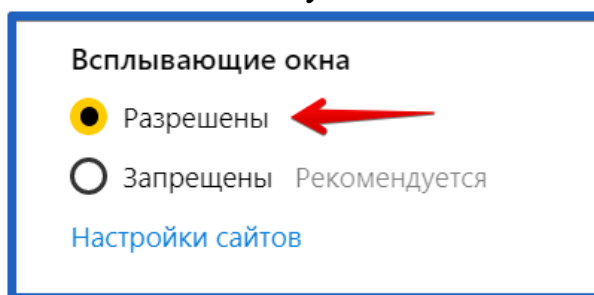 Всплывающие окна
Разрешены
Запрещены Рекомендуется
Настройки сайтов